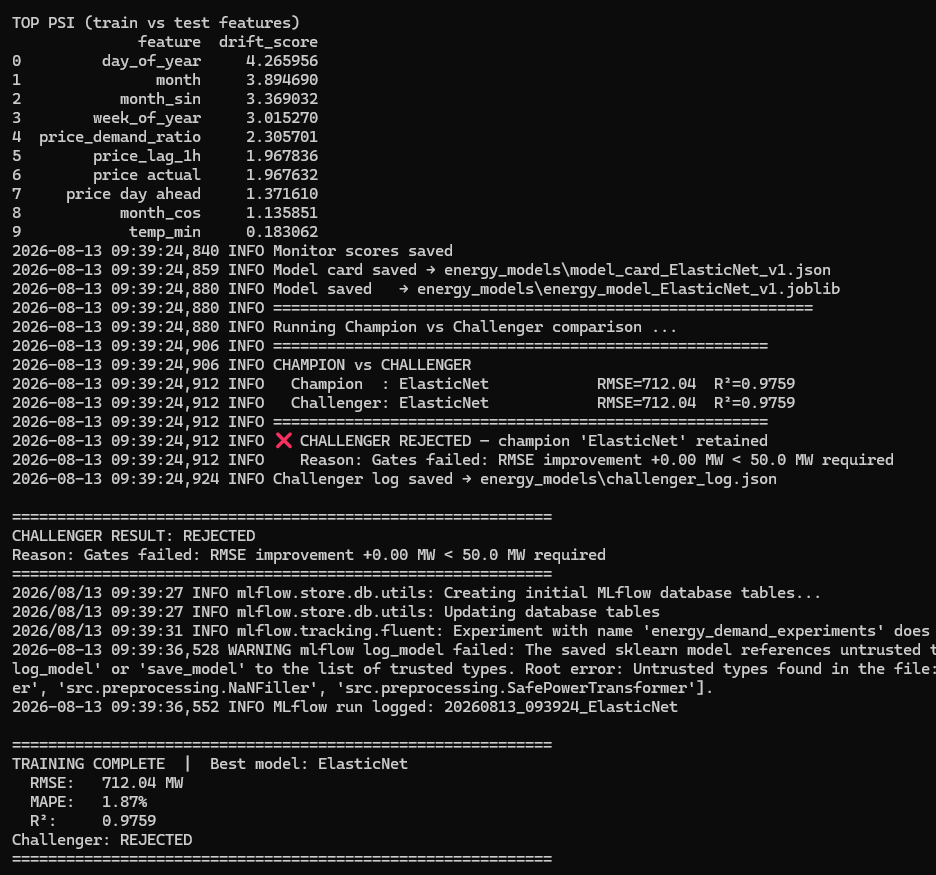 TOP PSI (train vs test features)
feature drift_score
0 day_of_year 4.265956
1 month 3.894690
2 month_sin 3.369032
3 week_of_year 3.015270
4 price_demand_ratio 2.305701
5 price_lag_1h 1.967836
6 price actual 1.967632
7 price day ahead 1.371610
8 month_cos 1.135851
9 temp_min 0.183062
2026-08-13 09:39:24,840 INFO Monitor scores saved
2026-08-13 09:39:24,859 INFO Model card saved → energy_models\model_card_ElasticNet_v1.json
2026-08-13 09:39:24,880 INFO Model saved → energy_models\energy_model_ElasticNet_v1.joblib
2026-08-13 09:39:24,880 INFO ============================================================
2026-08-13 09:39:24,880 INFO Running Champion vs Challenger comparison ...
2026-08-13 09:39:24,906 INFO =======================================================
2026-08-13 09:39:24,906 INFO CHAMPION vs CHALLENGER
2026-08-13 09:39:24,912 INFO Champion : ElasticNet RMSE=712.04 R²=0.9759
2026-08-13 09:39:24,912 INFO Challenger: ElasticNet RMSE=712.04 R²=0.9759
2026-08-13 09:39:24,912 INFO =======================================================
2026-08-13 09:39:24,912 INFO ❌ CHALLENGER REJECTED — champion 'ElasticNet' retained
2026-08-13 09:39:24,912 INFO Reason: Gates failed: RMSE improvement +0.00 MW < 50.0 MW required
2026-08-13 09:39:24,924 INFO Challenger log saved → energy_models\challenger_log.json
============================================================
CHALLENGER RESULT: REJECTED
Reason: Gates failed: RMSE improvement +0.00 MW < 50.0 MW required
============================================================
2026/08/13 09:39:27 INFO mlflow.store.db.utils: Creating initial MLflow database tables...
2026/08/13 09:39:27 INFO mlflow.store.db.utils: Updating database tables
2026/08/13 09:39:31 INFO mlflow.tracking.fluent: Experiment with name 'energy_demand_experiments' does
2026-08-13 09:39:36,528 WARNING mlflow log_model failed: The saved sklearn model references untrusted t
log_model' or 'save_model' to the list of trusted types. Root error: Untrusted types found in the file:
er', 'src.preprocessing.NaNFiller', 'src.preprocessing.SafePowerTransformer'].
2026-08-13 09:39:36,552 INFO MLflow run logged: 20260813_093924_ElasticNet
============================================================
TRAINING COMPLETE | Best model: ElasticNet
RMSE: 712.04 MW
MAPE: 1.87%
R²: 0.9759
Challenger: REJECTED
============================================================